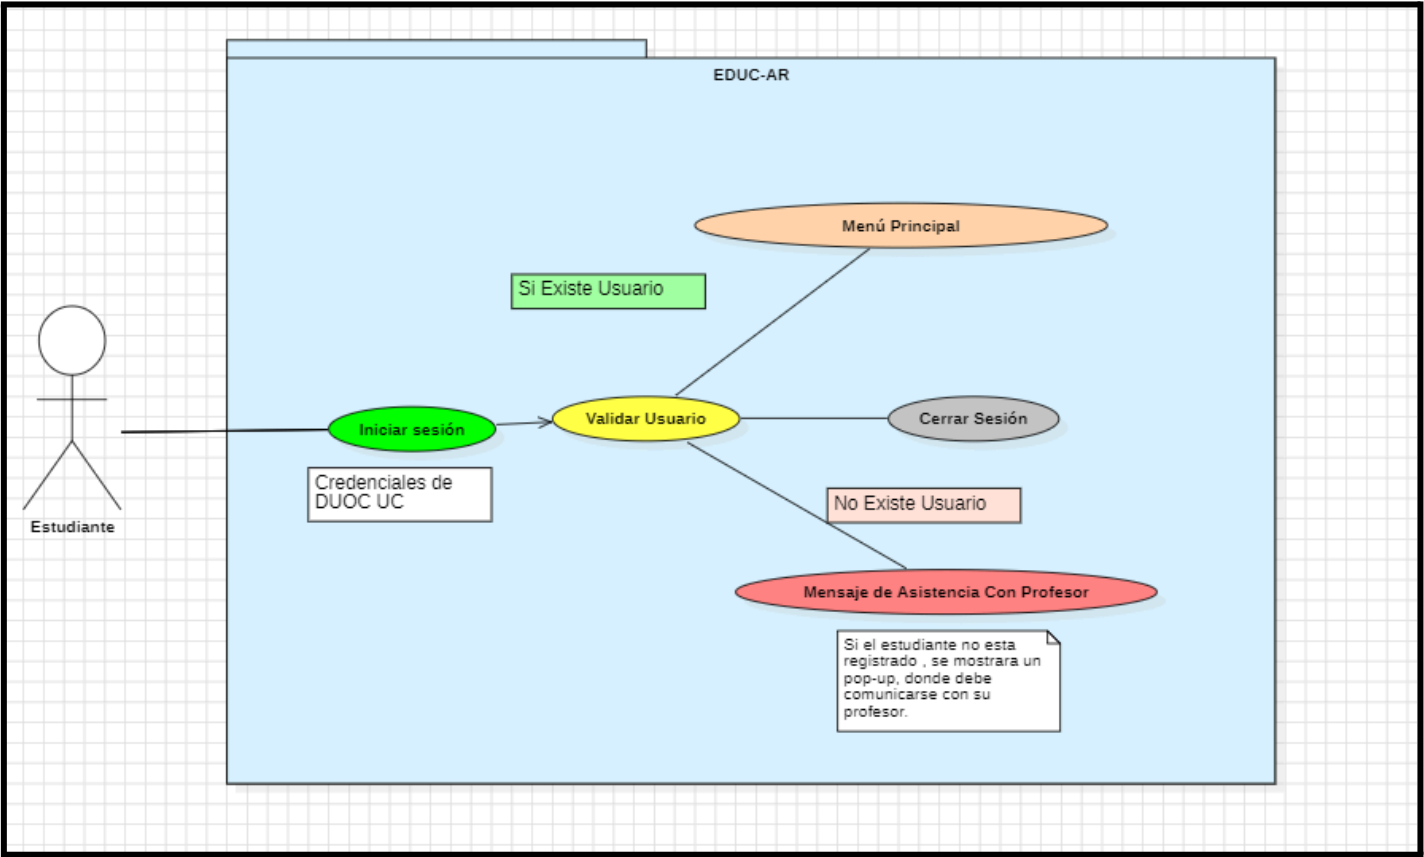 EDUC-AR
Menú Principal
Si Existe Usuario
Validar Usuario
Cerrar Sesión
Iniciar sesión
Credenciales de
DUOC UC
No Existe Usuario
Estudiante
Mensaje de Asistencia Con Profesor
Si el estudiante no esta
registrado , se mostrara un
pop-up, donde debe
comunicarse con su
profesor.